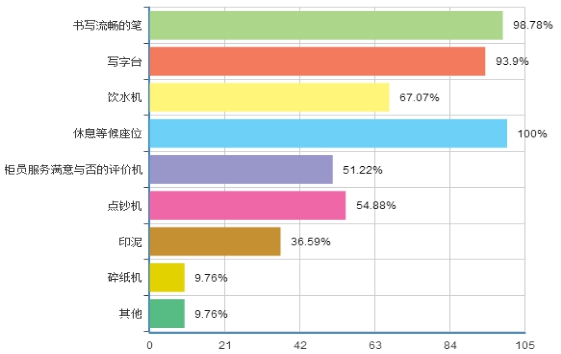 书写流畅的笔 98.78%
写字台 93.9%
饮水机 67.07%
休息等候座位 100%
柜员服务满意与否的评价机 51.22%
点钞机 54.88%
印泥 36.59%
碎纸机 9.76%
其他 9.76%
0 21 42 63 84 105